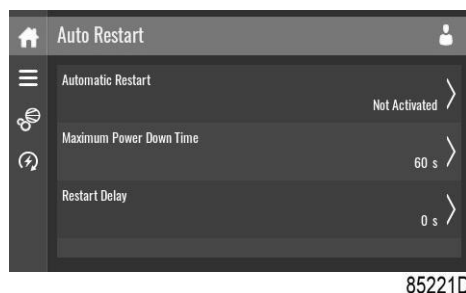 Auto Restart
Automatic Restart
Not Activated
Maximum Power Down Time
60 s
Restart Delay
0 s
85221D